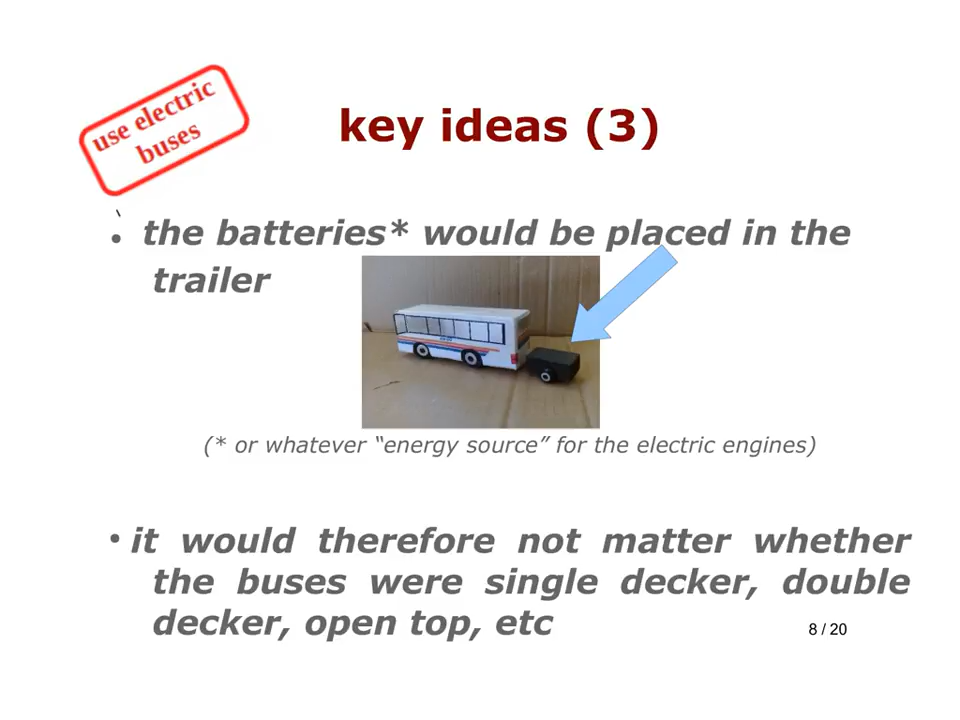 use electric
buses
key ideas (3)
• the batteries* would be placed in the
trailer
(* or whatever “energy source” for the electric engines)
• it would therefore not matter whether
the buses were single decker, double
decker, open top, etc
8 / 20